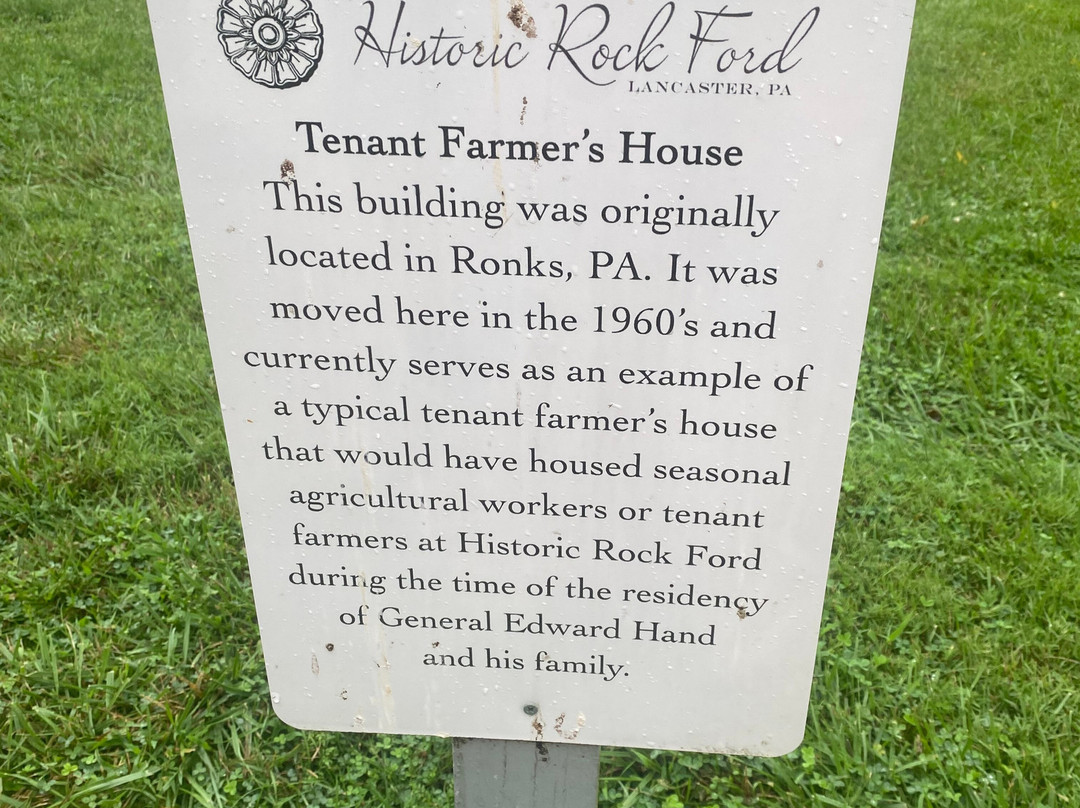 Historic Rock Ford
LANCASTER, PA
Tenant Farmer's House
This building was originally
located in Ronks, PA. It was
moved here in the 1960's and
currently serves as an example of
a typical tenant farmer's house
that would have housed seasonal
agricultural workers or tenant
farmers at Historic Rock Ford
during the time of the residency
of General Edward Hand
and his family.